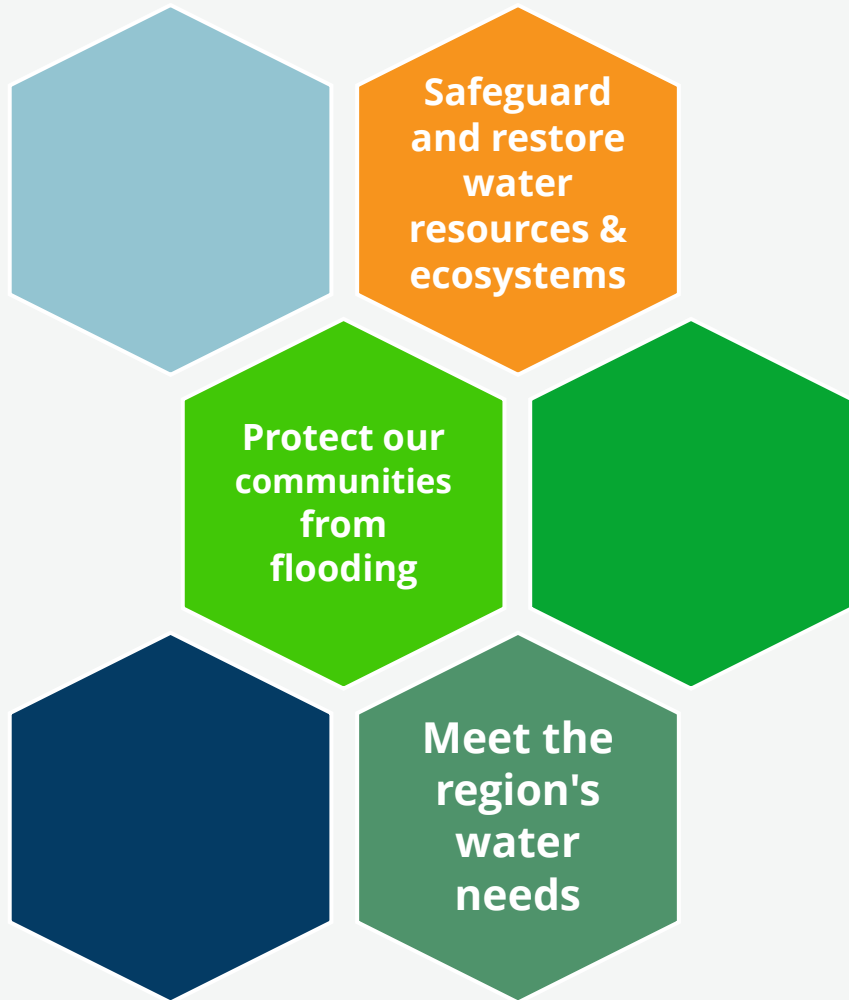 Safeguard
and restore
water
resources &
ecosystems
Protect our
communities
from
flooding
Meet the
region's
water
needs